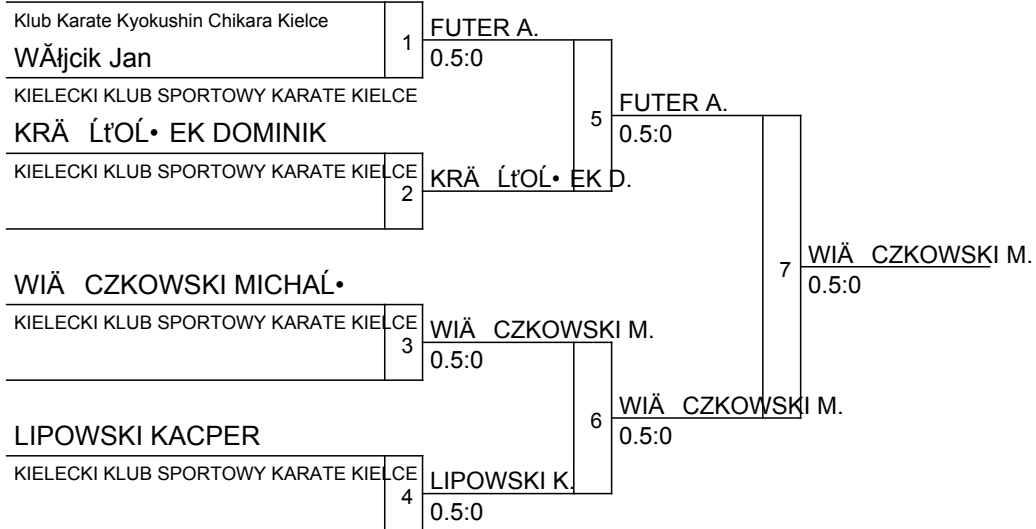 Klub Karate Kyokushin Chikara Kielce
WĂłjcik Jan
KIELECKI KLUB SPORTOWY KARATE KIELCE
1
FUTER A.
0.5:0
KRÄ ĹťOĹ• EK DOMINIK
KIELECKI KLUB SPORTOWY KARATE KIELCE
2
KRÄ ĹťOĹ• EK D.
5
FUTER A.
0.5:0
WIÄ CZKOWSKI MICHAĹ•
KIELECKI KLUB SPORTOWY KARATE KIELCE
3
WIÄ CZKOWSKI M.
0.5:0
LIPOWSKI KACPER
KIELECKI KLUB SPORTOWY KARATE KIELCE
4
LIPOWSKI K.
0.5:0
6
WIÄ CZKOWSKI M.
0.5:0
7
WIÄ CZKOWSKI M.
0.5:0